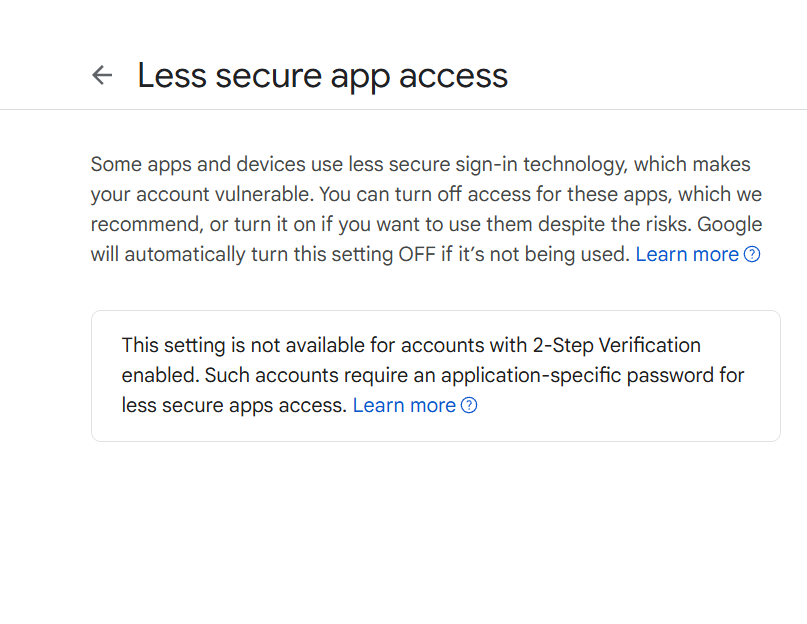 Less secure app access
Some apps and devices use less secure sign-in technology, which makes
your account vulnerable. You can turn off access for these apps, which we
recommend, or turn it on if you want to use them despite the risks. Google
will automatically turn this setting OFF if it’s not being used. Learn more
This setting is not available for accounts with 2-Step Verification
enabled. Such accounts require an application-specific password for
less secure apps access. Learn more